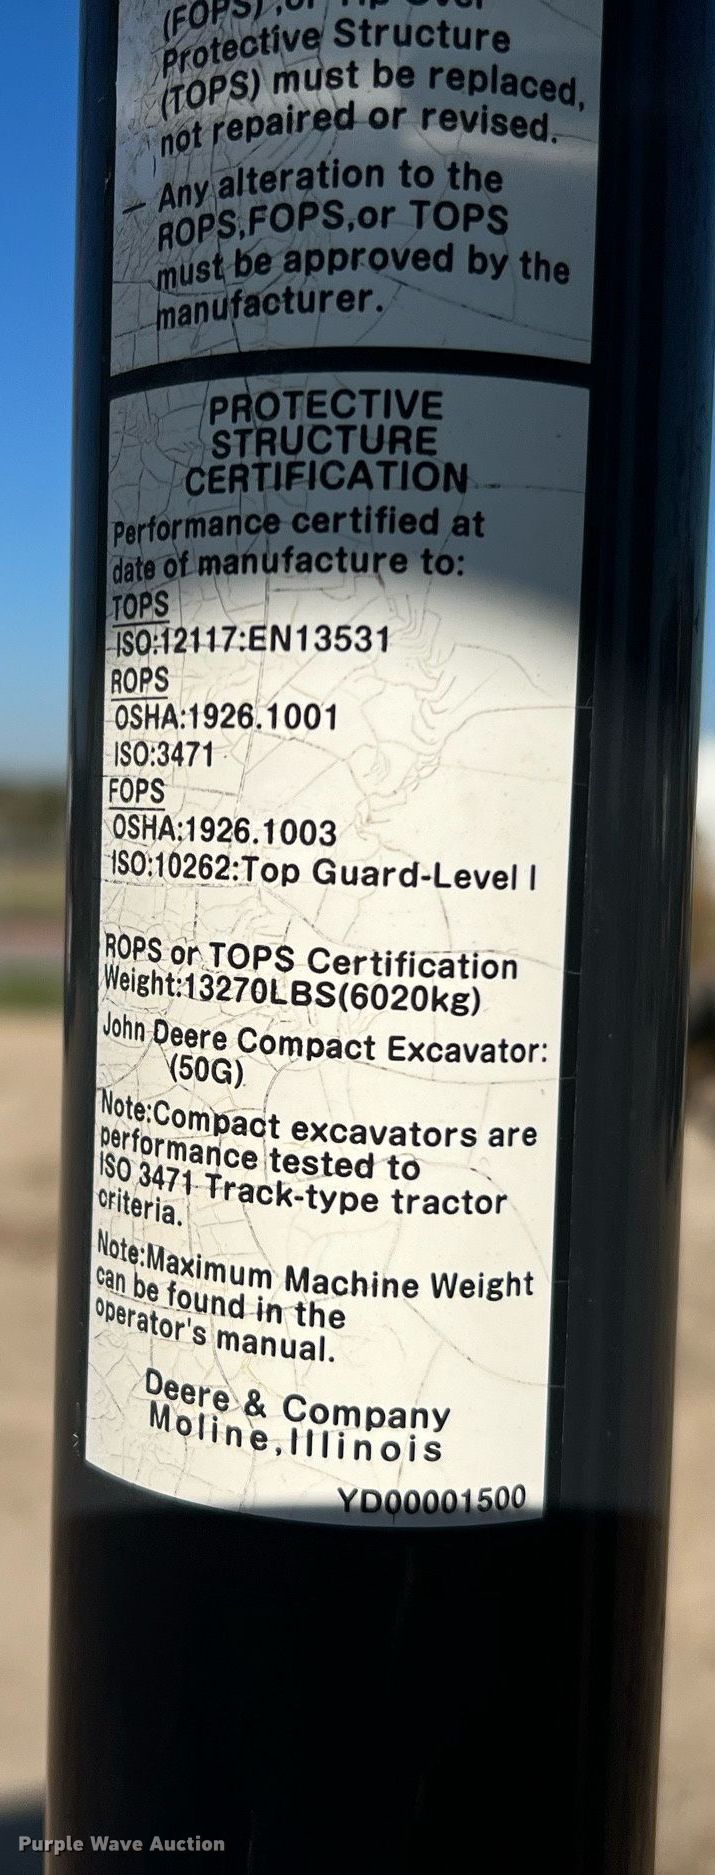 (FOPS),or Tip Over
Protective Structure
(TOPS) must be replaced,
not repaired or revised.
— Any alteration to the
ROPS,FOPS,or TOPS
must be approved by the
manufacturer.
PROTECTIVE
STRUCTURE
CERTIFICATION
Performance certified at
date of manufacture to:
TOPS
ISO:12117:EN13531
ROPS
OSHA:1926.1001
ISO:3471
FOPS
OSHA:1926.1003
ISO:10262:Top Guard-Level I
ROPS or TOPS Certification
Weight:13270LBS(6020kg)
John Deere Compact Excavator:
(50G)
Note:Compact excavators are
performance tested to
ISO 3471 Track-type tractor
criteria.
Note:Maximum Machine Weight
can be found in the
operator's manual.
Deere & Company
Moline,Illinois
YD00001500
Purple Wave Auction